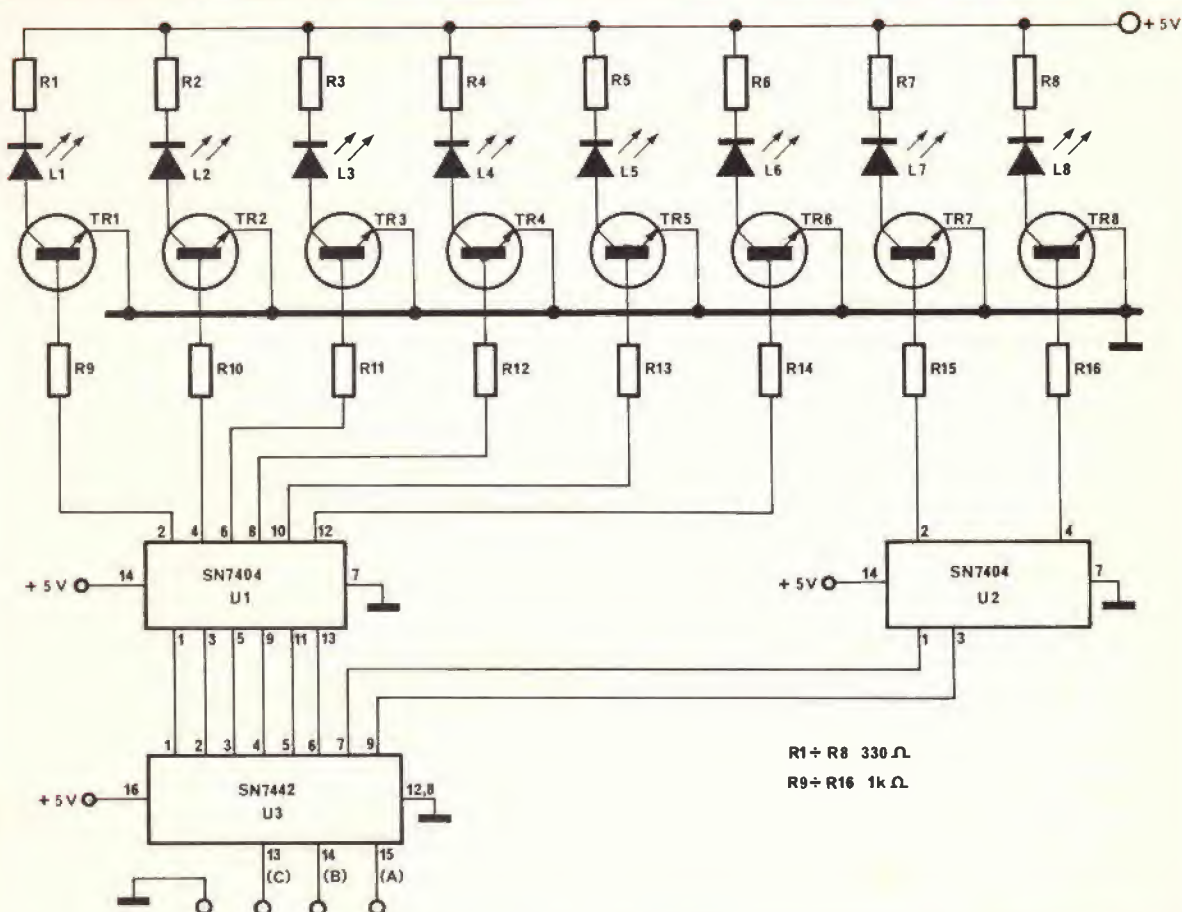 + 5V
R1 R2 R3 R4 R5 R6 R7 R8
L1 L2 L3 L4 L5 L6 L7 L8
TR1 TR2 TR3 TR4 TR5 TR6 TR7 TR8
R9 R10 R11 R12 R13 R14 R15 R16
2 4 6 8 10 12
2 4
+ 5V 14 SN7404 7
U1
+ 5V 14 SN7404 7
U2
1 3 5 9 11 13
1 3
1 2 3 4 5 6 7 9
R1÷R8 330 Ω
R9÷R16 1k Ω
+ 5V 16 SN7442 12,8
U3
13 14 15
(C) (B) (A)